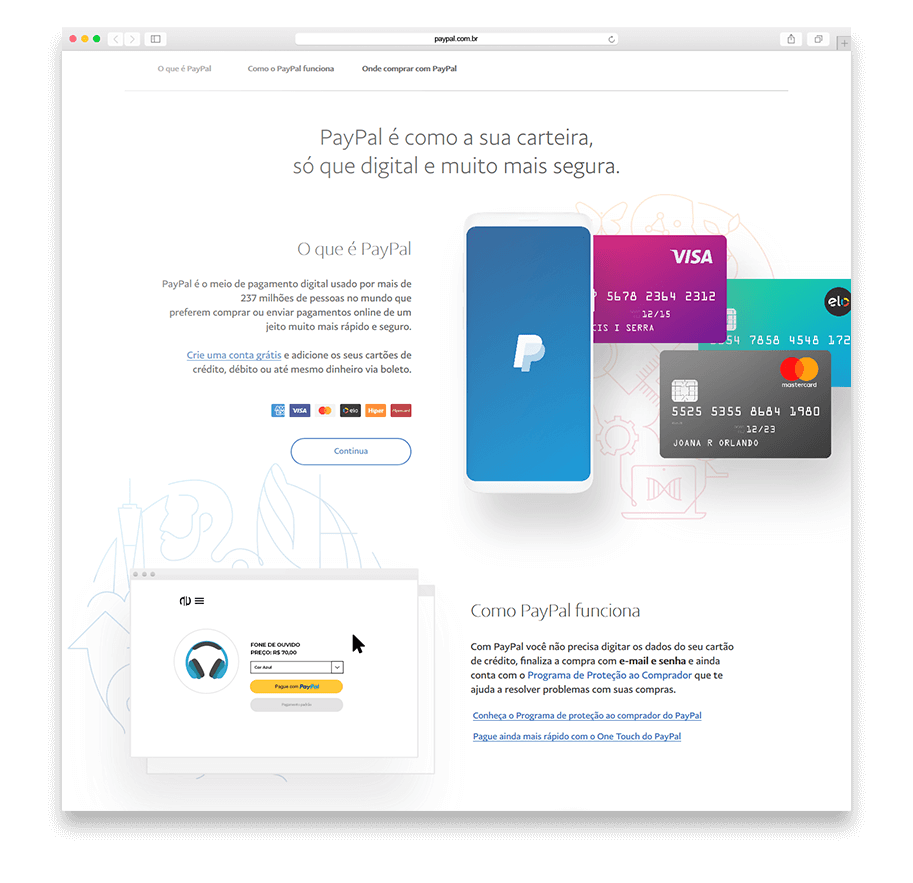 paypal.com.br
O que é PayPal
Como o PayPal funciona
Onde comprar com PayPal
PayPal é como a sua carteira,
só que digital e muito mais segura.
O que é PayPal
PayPal é o meio de pagamento digital usado por mais de
237 milhões de pessoas no mundo que
preferem comprar ou enviar pagamentos online de um
jeito muito mais rápido e seguro.
Crie uma conta grátis e adicione os seus cartões de
crédito, débito ou até mesmo dinheiro via boleto.
VISA
elo
Hiper
Hipercard
Continua
VISA
5678 2364 2312
12/15
CIS I SERRA
elo
54 7858 4548 172
mastercard
5525 5355 8684 1980
12/23
JOANA R ORLANDO
FONE DE OUVIDO
PREÇO: R$ 70,00
Cor Azul
Pague com PayPal
Pagamento padrão
Como PayPal funciona
Com PayPal você não precisa digitar os dados do seu cartão
de crédito, finaliza a compra com e-mail e senha e ainda
conta com o Programa de Proteção ao Comprador que te
ajuda a resolver problemas com suas compras.
Conheça o Programa de proteção ao comprador do PayPal
Pague ainda mais rápido com o One Touch do PayPal